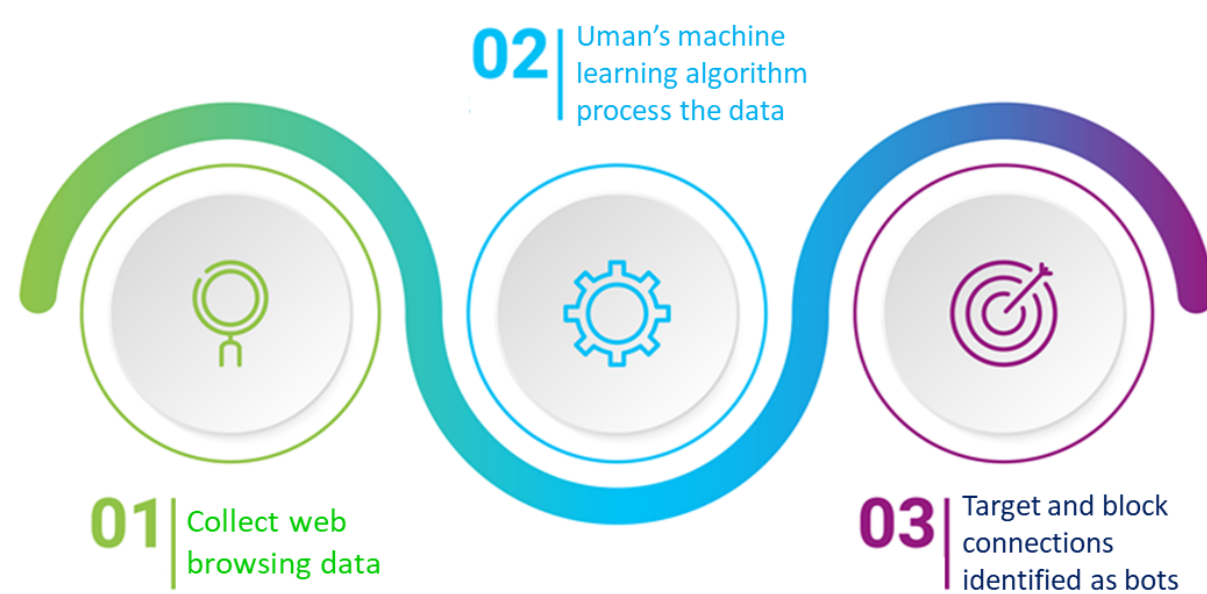 01
Collect web
browsing data
02
Uman's machine
learning algorithm
process the data
03
Target and block
connections
identified as bots